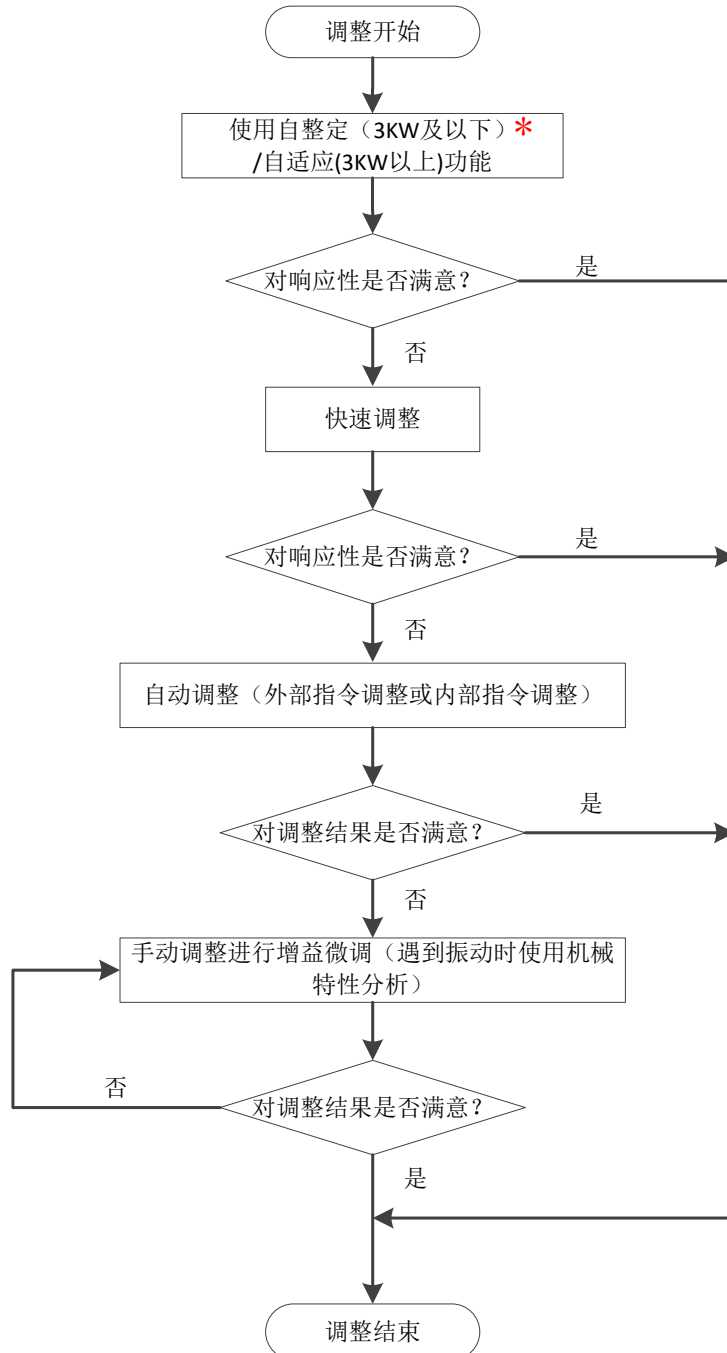 调整开始
使用自整定（3KW及以下）*
/自适应(3KW以上)功能
对响应性是否满意？
是
否
快速调整
对响应性是否满意？
是
否
自动调整（外部指令调整或内部指令调整）
对调整结果是否满意？
是
否
手动调整进行增益微调（遇到振动时使用机械
特性分析）
否
对调整结果是否满意？
是
调整结束